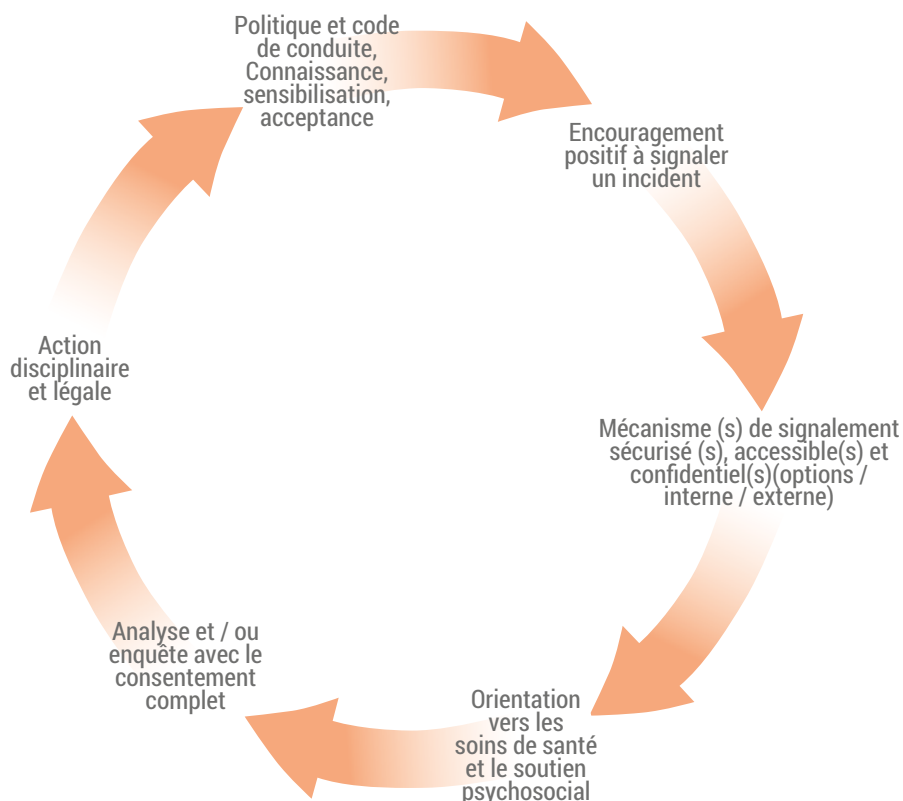 Politique et code
de conduite,
Connaissance,
sensibilisation,
acceptance
Encouragement
positif à signaler
un incident
Mécanisme (s) de signalement
sécurisé (s), accessible(s) et
confidentiel(s)(options /
interne / externe)
Orientation
vers les
soins de santé
et le soutien
psychosocial
Analyse et / ou
enquête avec le
consentement
complet
Action
disciplinaire
et légale